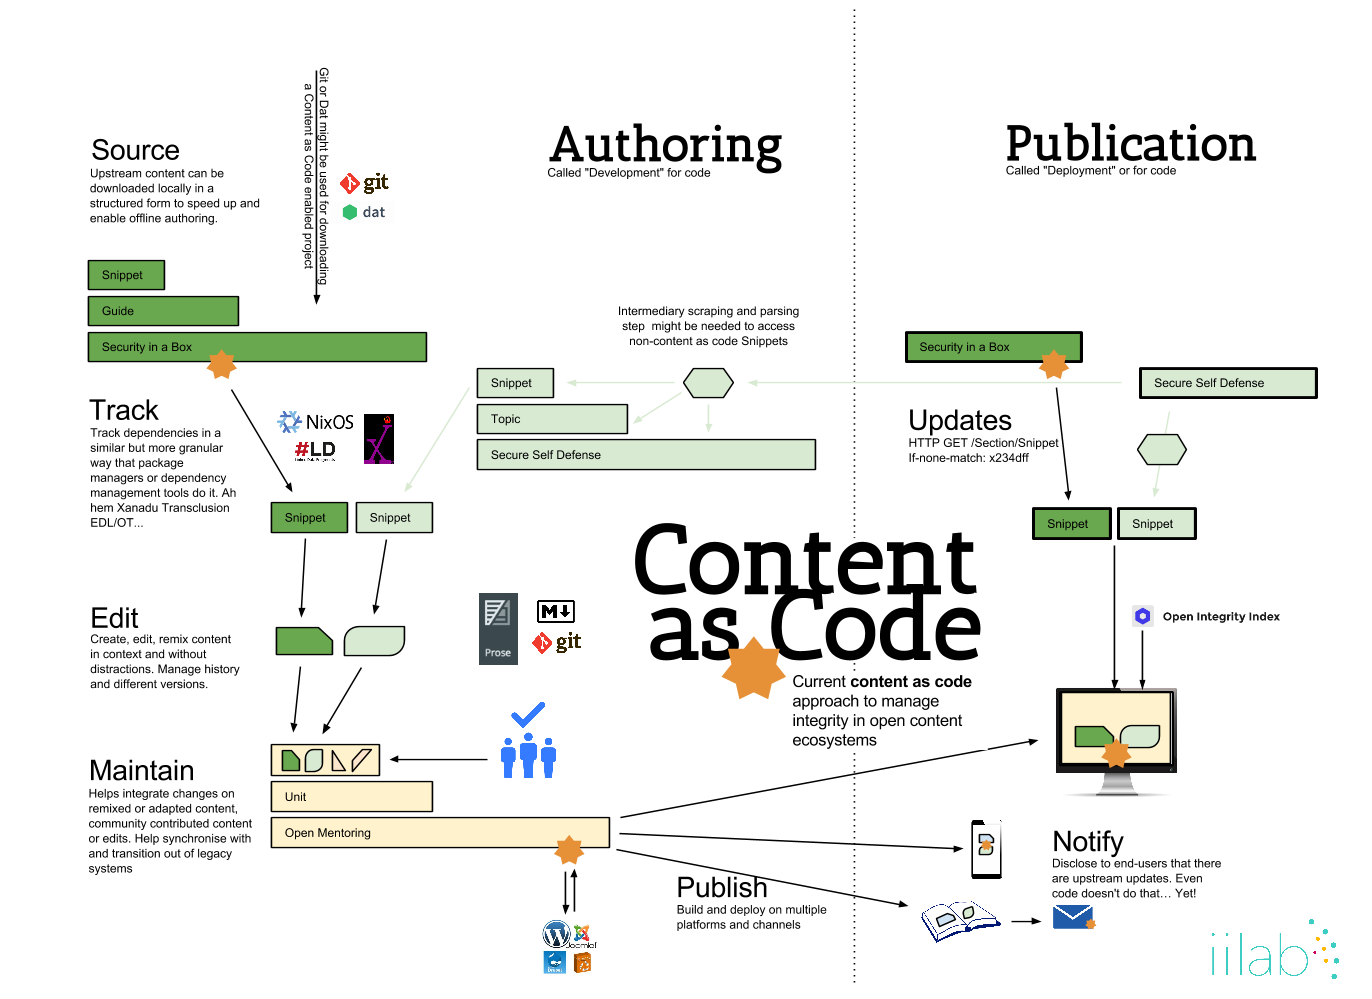 Git or Dat might be used for downloading
a Content as Code enabled project
Source
Upstream content can be
downloaded locally in a
structured form to speed up and
enable offline authoring.
git
dat
Authoring
Called "Development" for code
Publication
Called "Deployment" or for code
Snippet
Guide
Security in a Box
Intermediary scraping and parsing
step might be needed to access
non-content as code Snippets
Snippet
Topic
Secure Self Defense
Security in a Box
Secure Self Defense
Track
Track dependencies in a
similar but more granular
way that package
managers or dependency
management tools do it. Ah
hem Xanadu Transclusion
EDL/OT...
NixOS
#LD
X
Updates
HTTP GET /Section/Snippet
If-none-match: x234dff
Snippet
Snippet
Snippet
Snippet
Content
as Code
Current content as code
approach to manage
integrity in open content
ecosystems
Edit
Create, edit, remix content
in context and without
distractions. Manage history
and different versions.
Prose
M
git
Open Integrity Index
Maintain
Helps integrate changes on
remixed or adapted content,
community contributed content
or edits. Help synchronise with
and transition out of legacy
systems
Unit
Open Mentoring
Joomla!
Publish
Build and deploy on multiple
platforms and channels
Notify
Disclose to end-users that there
are upstream updates. Even
code doesn't do that… Yet!
iilab